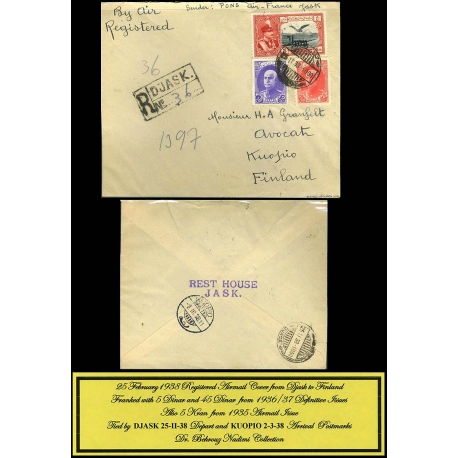 By Air
Registered
Sender: POND Air-France Jask
36
R DJASK.
No 36
1397
Monsieur H A Granfelt
Avocat
Kuopio
Finland
REST HOUSE
JASK.
25 February 1938 Registered Airmail Cover from Djask to Finland
Franked with 5 Dinar and 45 Dinar from 1936/37 Definitive Issues
Also 5 Kran from 1935 Airmail Issue
Tied by DJASK 25-II-38 Depart and KUOPIO 2-3-38 Arrival Postmarks
Dr. Behrouz Nadimi Collection